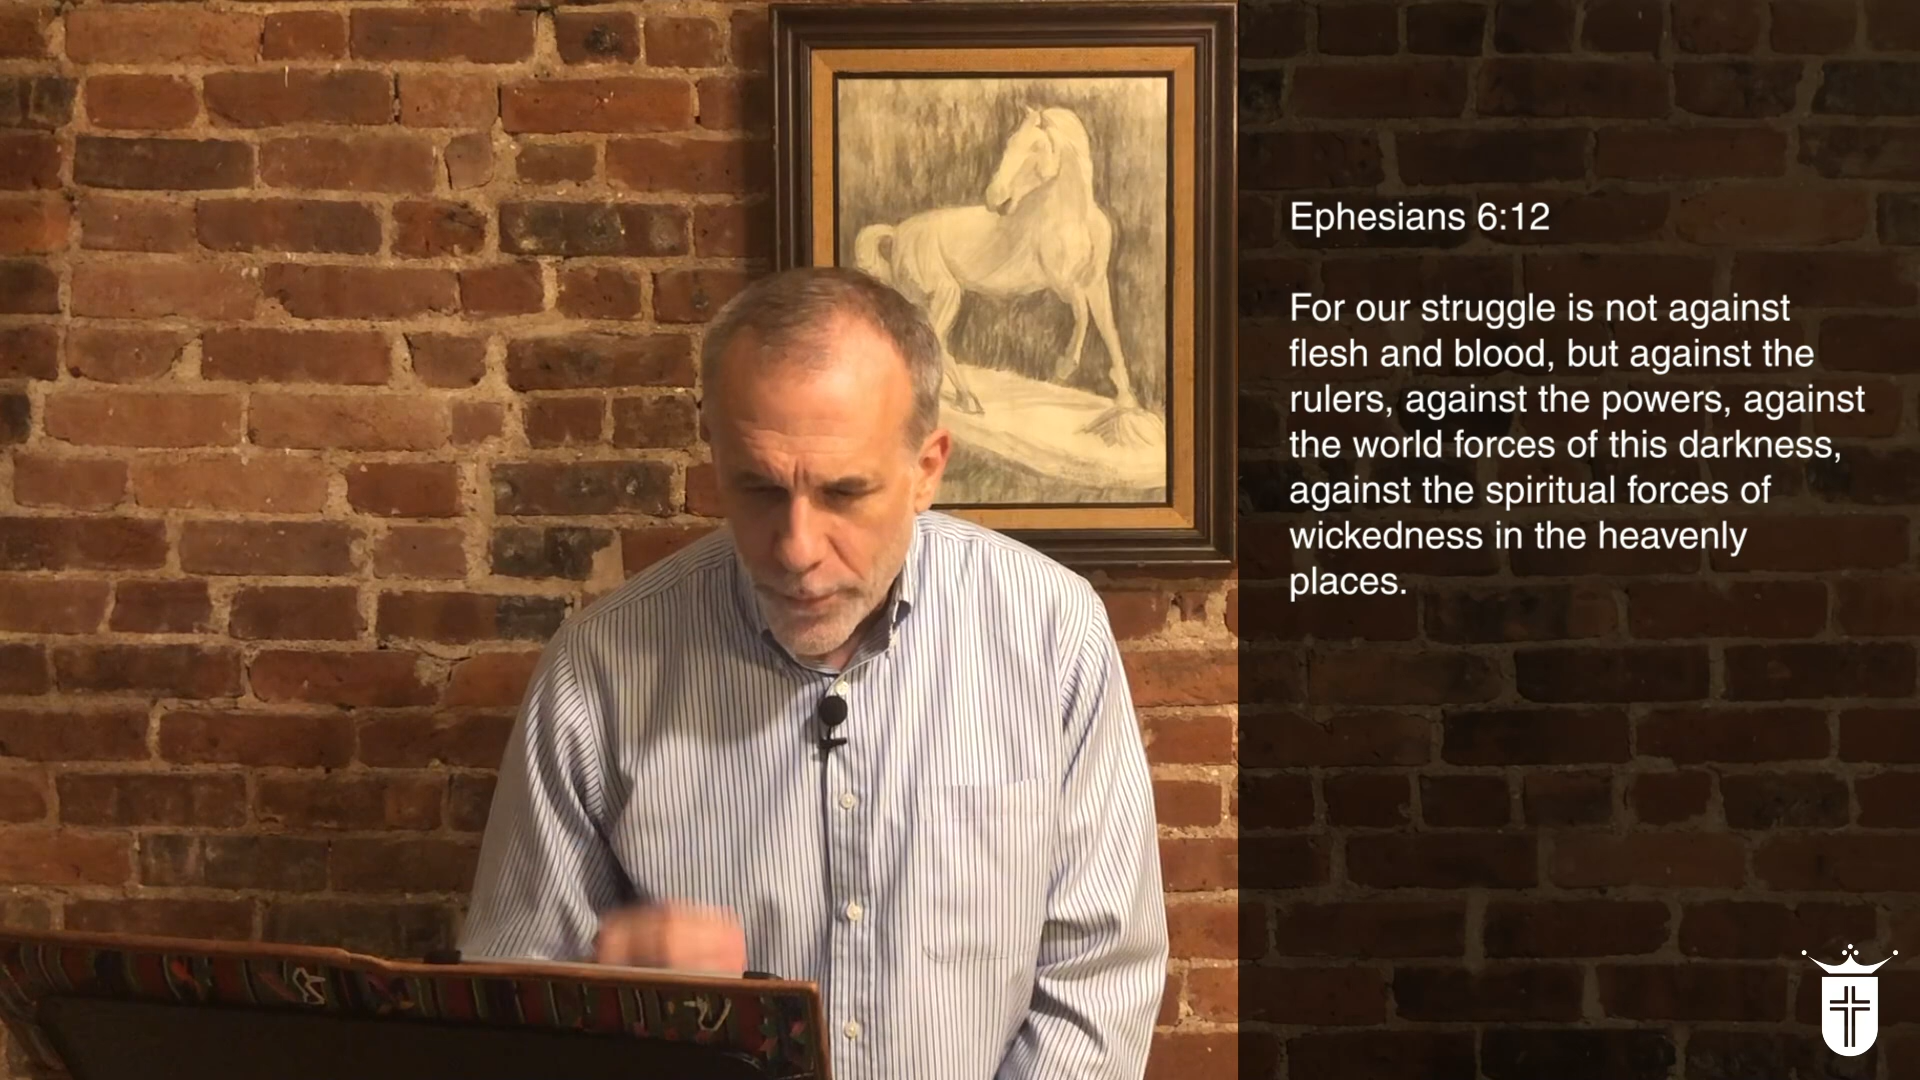 Ephesians 6:12
For our struggle is not against
flesh and blood, but against the
rulers, against the powers, against
the world forces of this darkness,
against the spiritual forces of
wickedness in the heavenly
places.